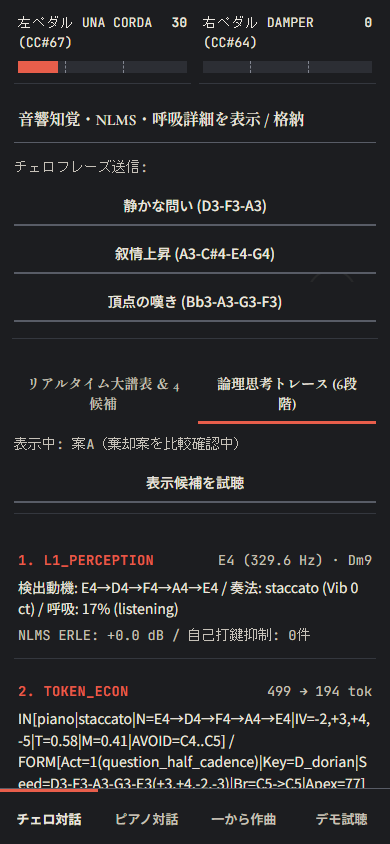 左ペダル UNA CORDA 30
(CC#67)
右ペダル DAMPER 0
(CC#64)
音響知覚・NLMS・呼吸詳細を表示 / 格納
チェロフレーズ送信:
静かな問い (D3-F3-A3)
叙情上昇 (A3-C#4-E4-G4)
頂点の嘆き (Bb3-A3-G3-F3)
リアルタイム大譜表 & 4
候補
論理思考トレース (6段
階)
表示中: 案A (棄却案を比較確認中)
表示候補を試聴
1. L1_PERCEPTION E4 (329.6 Hz) · Dm9
検出動機: E4→D4→F4→A4→E4 / 奏法: staccato (Vib 0
ct) / 呼吸: 17% (listening)
NLMS ERLE: +0.0 dB / 自己打鍵抑制: 0件
2. TOKEN_ECON 499 → 194 tok
IN[piano|staccato|N=E4→D4→F4→A4→E4|IV=-2,+3,+4,
-5|T=0.58|M=0.41|AVOID=C4..C5] /
FORM[Act=1(question_half_cadence)|Key=D_dorian|S
eed=D3-F3-A3-G3-F3(+3,+4,-2,-3)|Br=C5->C5|Apex=77]
チェロ対話 ピアノ対話 一から作曲 デモ試聴